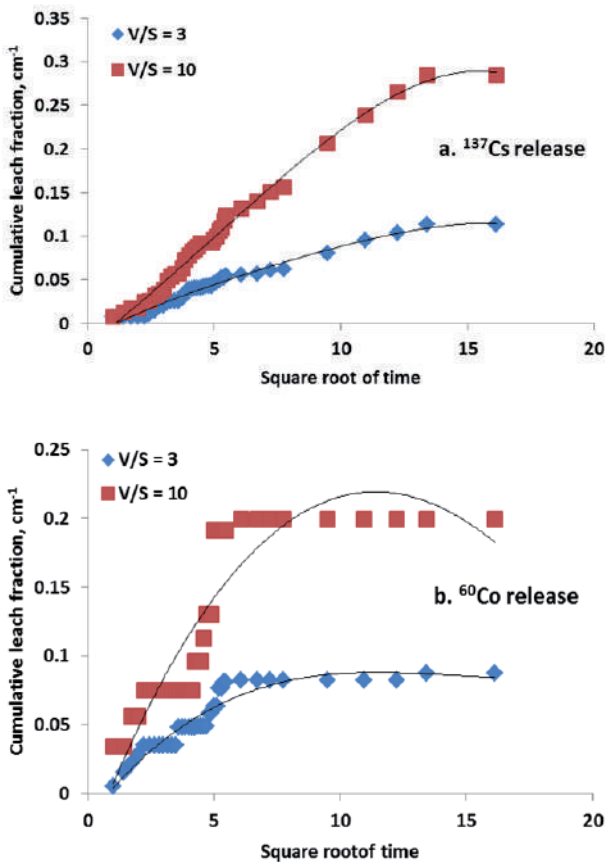 0.35
0.3
0.25
0.2
0.15
0.1
0.05
0
Cumulative leach fraction, cm⁻¹
V/S = 3
V/S = 10
a. ¹³⁷Cs release
0 5 10 15 20
Square root of time
0.25
0.2
0.15
0.1
0.05
0
Cumulative leach fraction, cm⁻¹
V/S = 3
V/S = 10
b. ⁶⁰Co release
0 5 10 15 20
Square rootof time